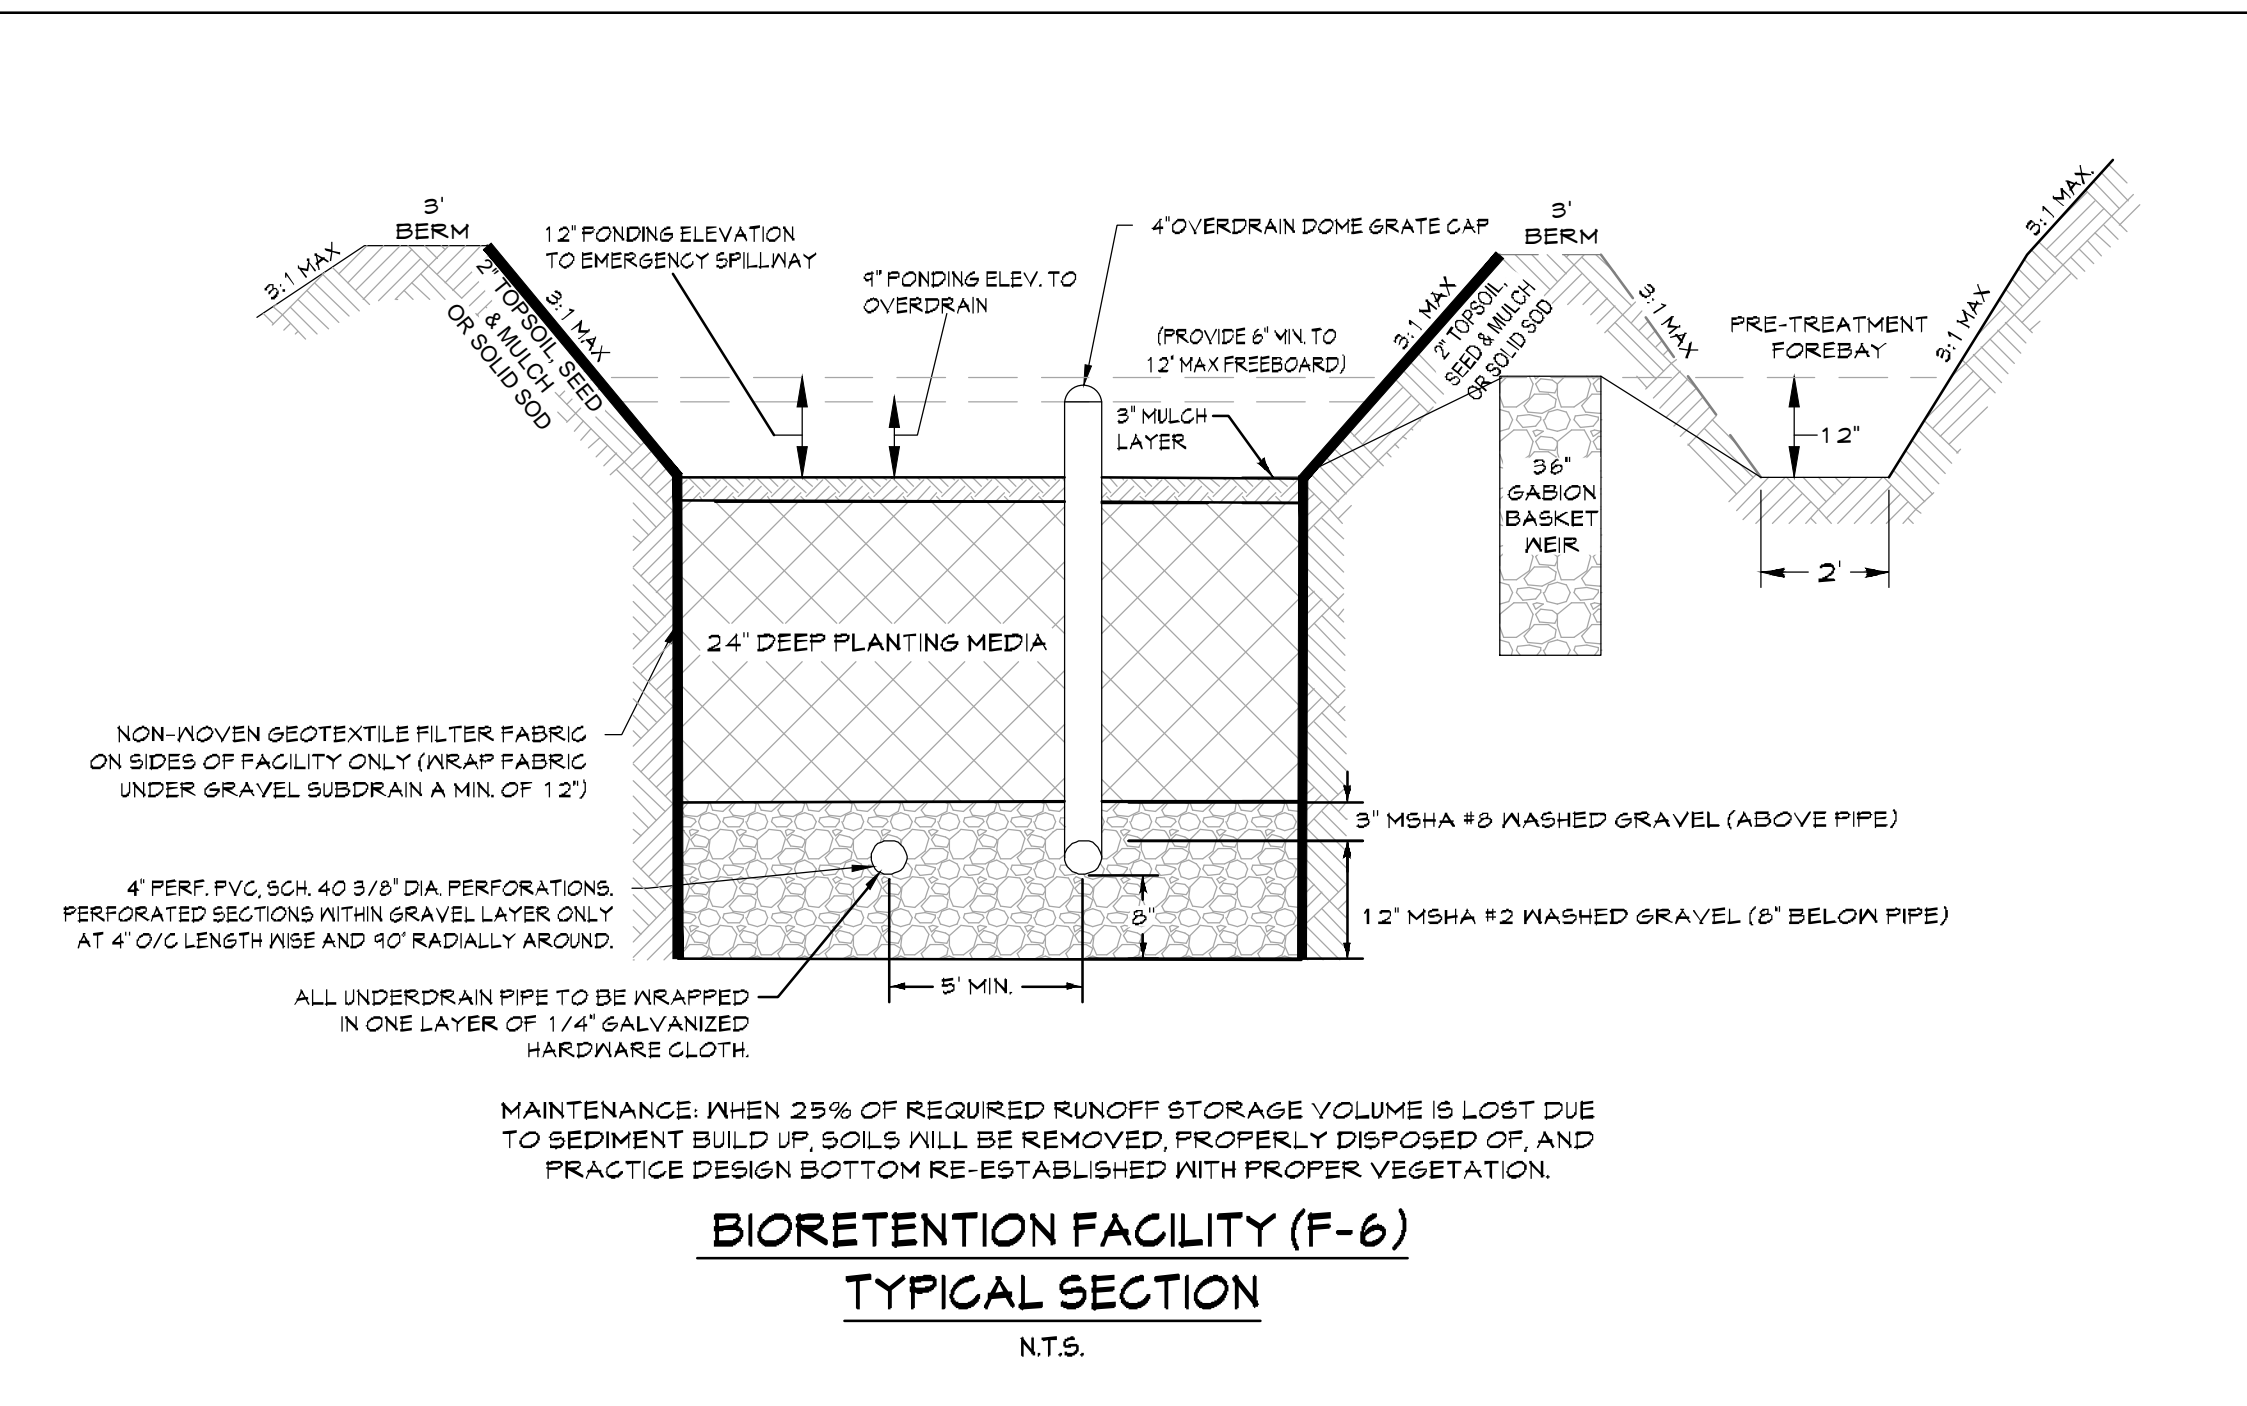 3'
BERM
3:1 MAX
2" TOPSOIL, SEED
& MULCH
OR SOLID SOD
3:1 MAX
12" PONDING ELEVATION
TO EMERGENCY SPILLWAY
9" PONDING ELEV. TO
OVERDRAIN
4"OVERDRAIN DOME GRATE CAP
(PROVIDE 6" MIN. TO
12" MAX FREEBOARD)
3" MULCH
LAYER
3:1 MAX
2" TOPSOIL,
SEED & MULCH
OR SOLID SOD
3'
BERM
3:1 MAX
PRE-TREATMENT
FOREBAY
3:1 MAX
3:1 MAX.
12"
2'
36"
GABION
BASKET
WEIR
24" DEEP PLANTING MEDIA
NON-WOVEN GEOTEXTILE FILTER FABRIC
ON SIDES OF FACILITY ONLY (WRAP FABRIC
UNDER GRAVEL SUBDRAIN A MIN. OF 12")
3" MSHA #8 WASHED GRAVEL (ABOVE PIPE)
4" PERF. PVC, SCH. 40 3/8" DIA. PERFORATIONS.
PERFORATED SECTIONS WITHIN GRAVEL LAYER ONLY
AT 4" O/C LENGTH WISE AND 90° RADIALLY AROUND.
8"
12" MSHA #2 WASHED GRAVEL (8" BELOW PIPE)
5' MIN.
ALL UNDERDRAIN PIPE TO BE WRAPPED
IN ONE LAYER OF 1/4" GALVANIZED
HARDWARE CLOTH.
MAINTENANCE: WHEN 25% OF REQUIRED RUNOFF STORAGE VOLUME IS LOST DUE
TO SEDIMENT BUILD UP, SOILS WILL BE REMOVED, PROPERLY DISPOSED OF, AND
PRACTICE DESIGN BOTTOM RE-ESTABLISHED WITH PROPER VEGETATION.
BIORETENTION FACILITY (F-6)
TYPICAL SECTION
N.T.S.